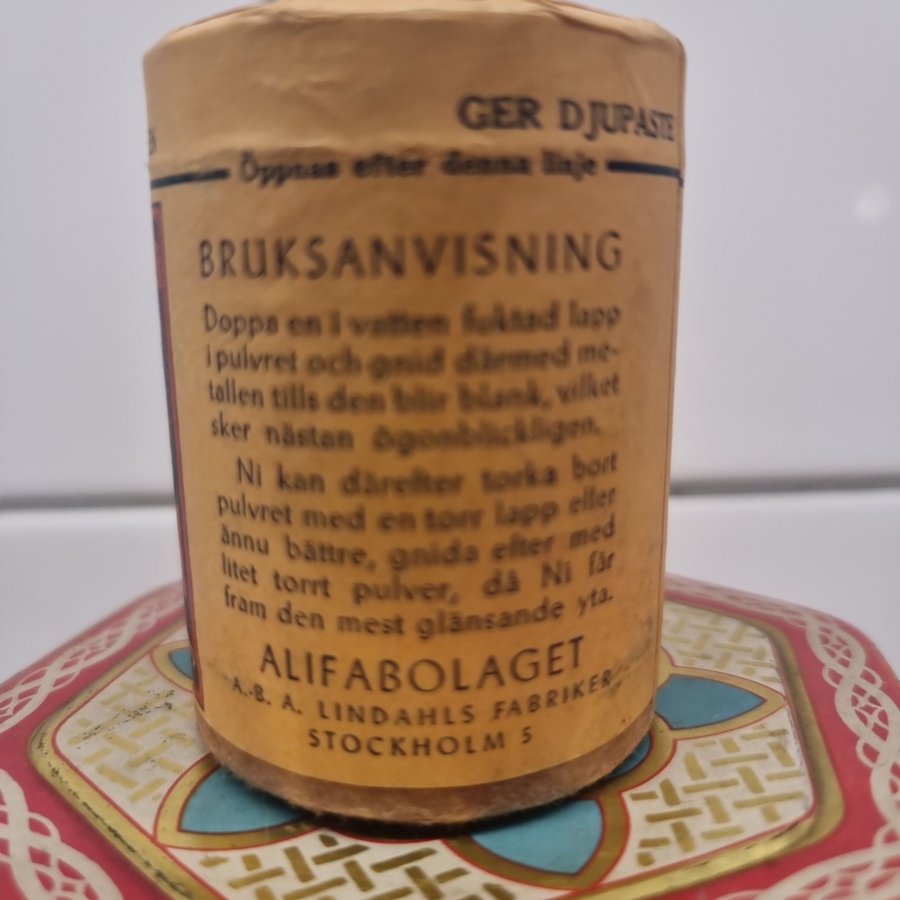 GER DJUPASTE
Öppnas efter denna linje
BRUKSANVISNING
Doppa en i vatten fuktad lapp
i pulvret och gnid därmed me-
tallen tills den blir blank, vilket
sker nästan ögonblickligen.
Ni kan därefter torka bort
pulvret med en torr lapp eller
ännu bättre, gnida efter med
litet torrt pulver, då Ni får
fram den mest glänsande yta.
ALIFABOLAGET
A.-B. A. LINDAHLS FABRIKER
STOCKHOLM 5